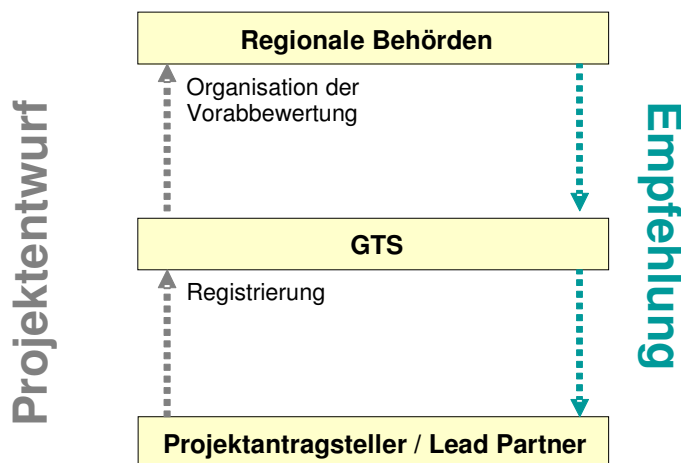 Regionale Behörden
Projektentwurf
Organisation der
Vorabbewertung
Empfehlung
GTS
Registrierung
Projektantragsteller / Lead Partner